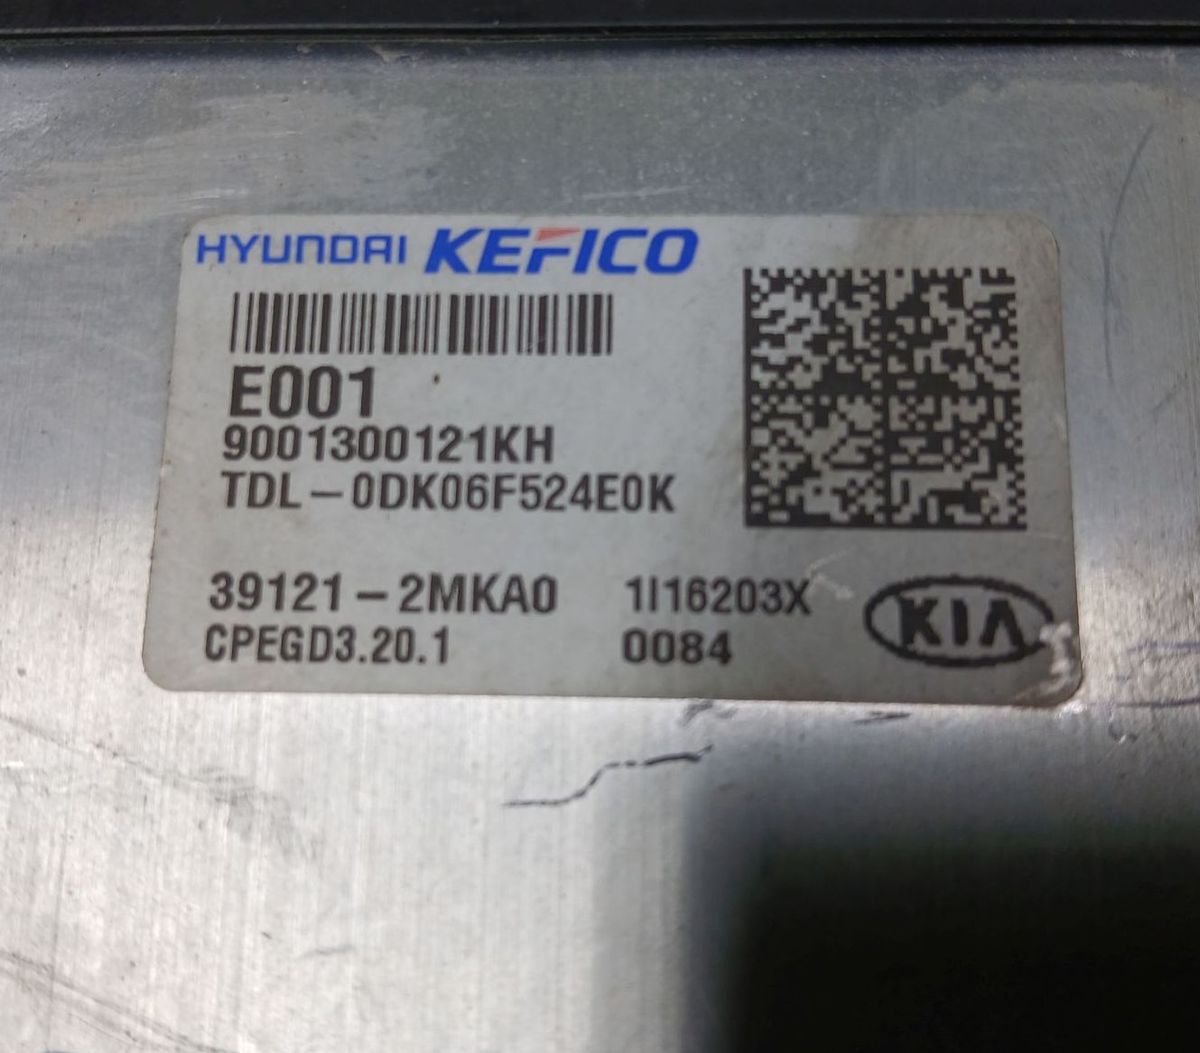 HYUNDAI KEFICO
E001
9001300121KH
TDL-0DK06F524E0K
39121-2MKA0 1I16203X
CPEGD3.20.1 0084
KIA